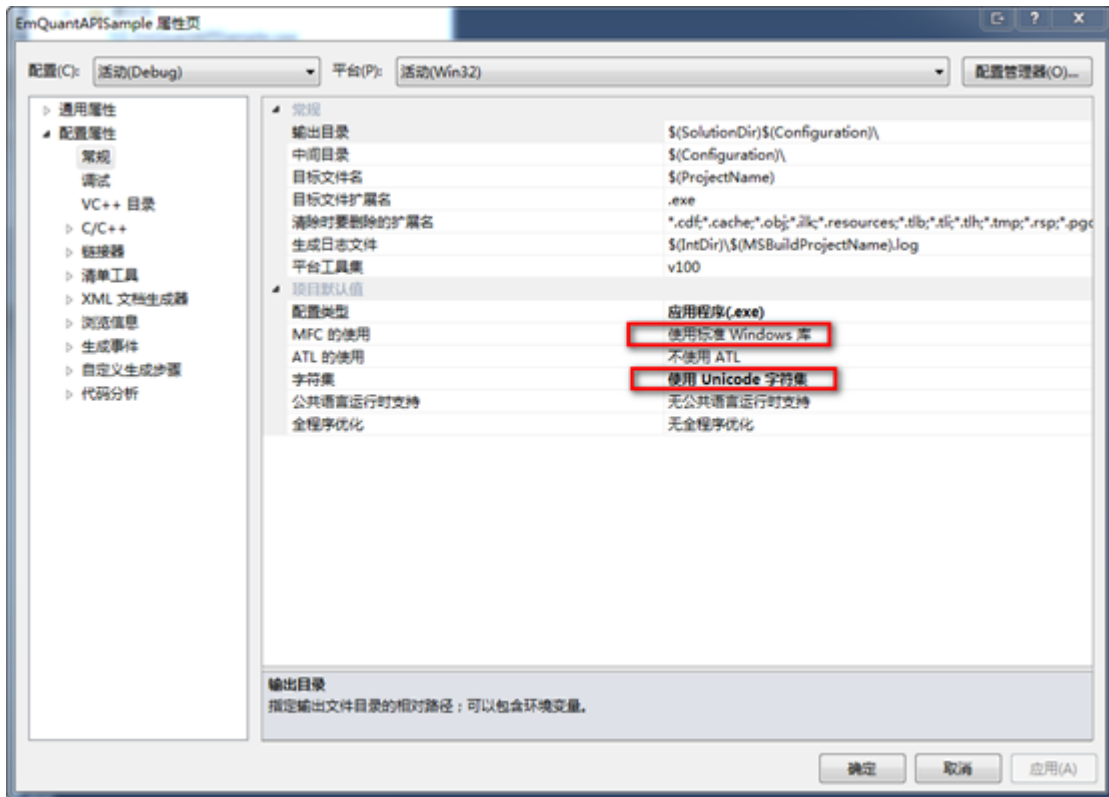 EmQuantAPISample 属性页
配置(C): 活动(Debug) 平台(P): 活动(Win32) 配置管理器(O)...
通用属性
配置属性
常规
调试
VC++ 目录
C/C++
链接器
清单工具
XML 文档生成器
浏览信息
生成事件
自定义生成步骤
代码分析
常规
输出目录 $(SolutionDir)$(Configuration)\
中间目录 $(Configuration)\
目标文件名 $(ProjectName)
目标文件扩展名 .exe
清除时要删除的扩展名 *.cdf;*.cache;*.obj;*.ilk;*.resources;*.tlb;*.tli;*.tlh;*.tmp;*.rsp;*.pgc
生成日志文件 $(IntDir)\$(MSBuildProjectName).log
平台工具集 v100
项目默认值
配置类型 应用程序(.exe)
MFC 的使用 使用标准 Windows 库
ATL 的使用 不使用 ATL
字符集 使用 Unicode 字符集
公共语言运行时支持 无公共语言运行时支持
全程序优化 无全程序优化
输出目录
指定输出文件目录的相对路径；可以包含环境变量。
确定 取消 应用(A)